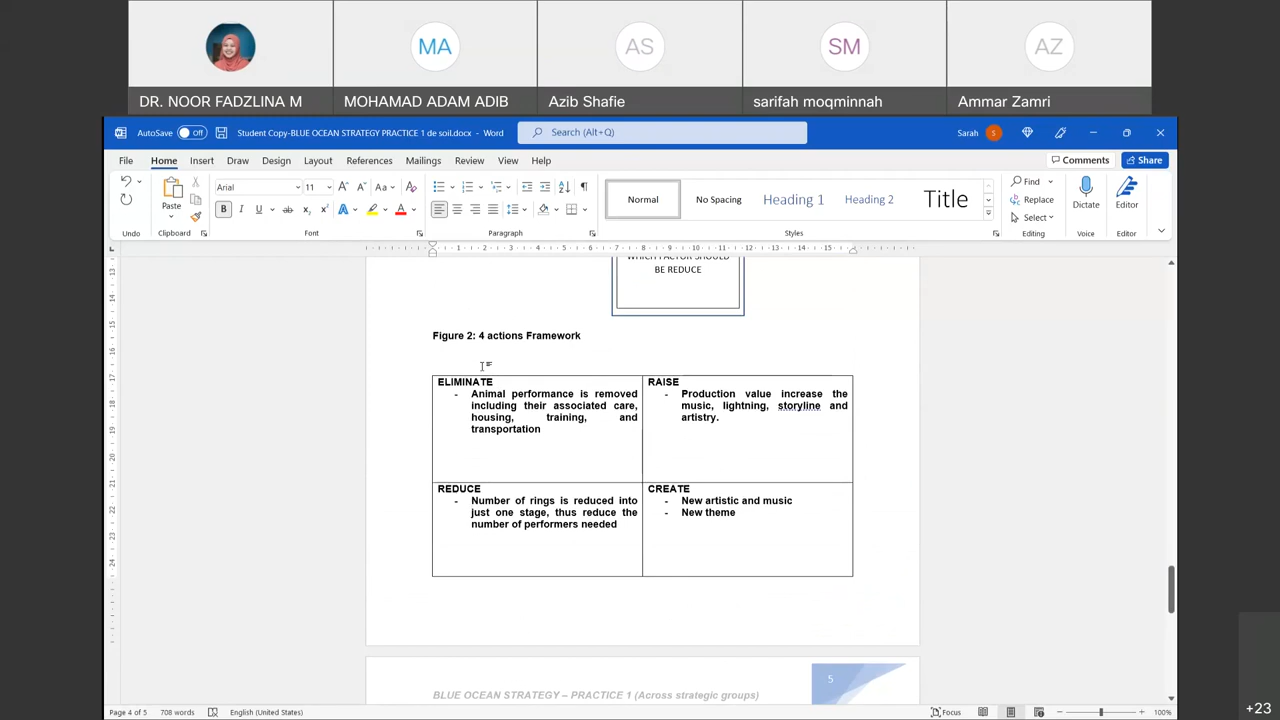 MA
AS
SM
AZ
DR. NOOR FADZLINA M
MOHAMAD ADAM ADIB
Azib Shafie
sarifah moqminnah
Ammar Zamri
AutoSave Off
Student Copy-BLUE OCEAN STRATEGY PRACTICE 1 de soil.docx - Word
Search (Alt+Q)
Sarah
S
File Home Insert Draw Design Layout References Mailings Review View Help
Comments
Share
Paste
Arial
11
Normal
No Spacing
Heading 1
Heading 2
Title
Find
Replace
Select
Dictate
Editor
Undo
Clipboard
Font
Paragraph
Styles
Editing
Voice
Editor
WHICH FACTOR SHOULD
BE REDUCE
Figure 2: 4 actions Framework
ELIMINATE
- Animal performance is removed
including their associated care,
housing, training, and
transportation
RAISE
- Production value increase the
music, lightning, storyline and
artistry.
REDUCE
- Number of rings is reduced into
just one stage, thus reduce the
number of performers needed
CREATE
- New artistic and music
- New theme
BLUE OCEAN STRATEGY – PRACTICE 1 (Across strategic groups)
5
Page 4 of 5 708 words English (United States)
Focus
100%
+23